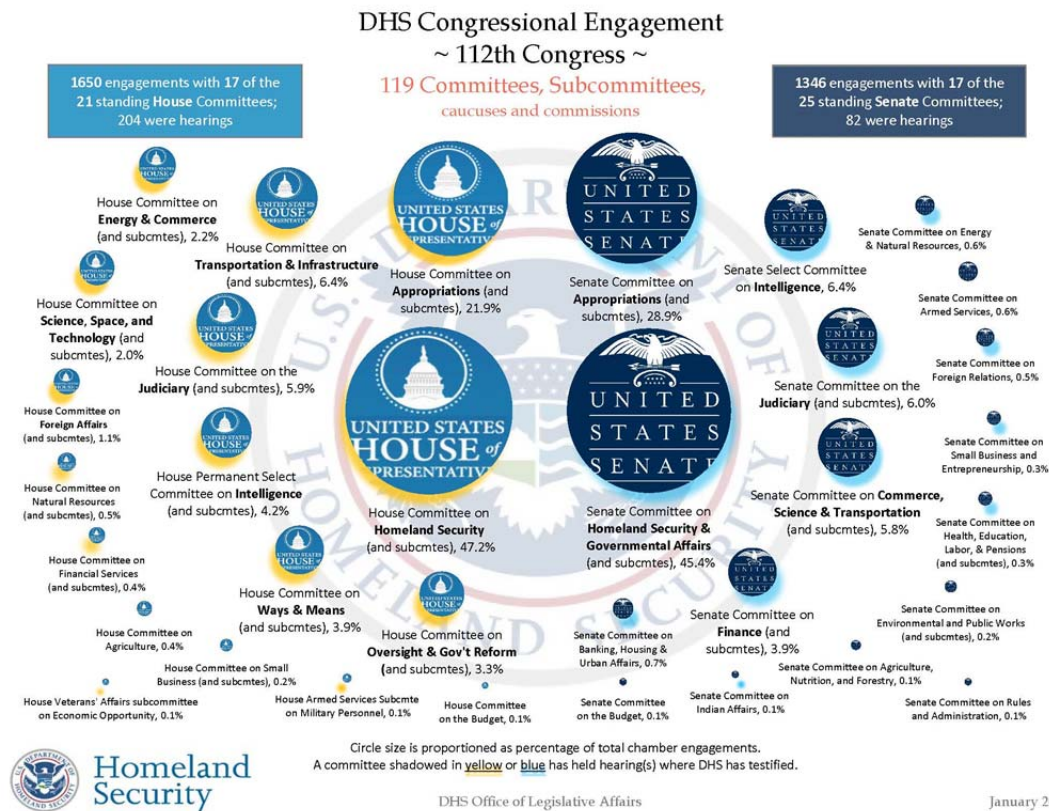 DHS Congressional Engagement
~ 112th Congress ~
119 Committees, Subcommittees,
caucuses and commissions
1650 engagements with 17 of the
21 standing House Committees;
204 were hearings
1346 engagements with 17 of the
25 standing Senate Committees;
82 were hearings
House Committee on
Energy & Commerce
(and subcmtes), 2.2%
House Committee on
Transportation & Infrastructure
(and subcmtes), 6.4%
UNITED STATES
HOUSE of
House Committee on
Appropriations (and
subcmtes), 21.9%
UNITED
STATES
SENATE
Senate Committee on
Appropriations (and
subcmtes), 28.9%
Senate Select Committee
on Intelligence, 6.4%
Senate Committee on Energy
& Natural Resources, 0.6%
House Committee on
Science, Space, and
Technology (and
subcmtes), 2.0%
House Committee on the
Judiciary (and subcmtes), 5.9%
Senate Committee on the
Judiciary (and subcmtes), 6.0%
Senate Committee on
Armed Services, 0.6%
Senate Committee on
Foreign Relations, 0.5%
House Committee on
Foreign Affairs
(and subcmtes), 1.1%
House Permanent Select
Committee on Intelligence
(and subcmtes), 4.2%
UNITED STATES
HOUSE of
House Committee on
Homeland Security
(and subcmtes), 47.2%
UNITED
STATES
SENATE
Senate Committee on
Homeland Security &
Governmental Affairs
(and subcmtes),
45.4%
Senate Committee on Commerce,
Science & Transportation
(and subcmtes), 5.8%
Senate Committee on
Small Business and
Entrepreneurship, 0.3%
House Committee on
Natural Resources
(and subcmtes), 0.5%
House Committee on
Financial Services
(and subcmtes), 0.4%
House Committee on
Ways & Means
(and subcmtes), 3.9%
House Committee on
Oversight & Gov't Reform
(and subcmtes), 3.3%
Senate Committee on
Banking, Housing &
Urban Affairs, 0.7%
Senate Committee on
Finance (and
subcmtes), 3.9%
Senate Committee on
Health, Education,
Labor, & Pensions
(and subcmtes), 0.3%
Senate Committee on
Environmental and Public Works
(and subcmtes), 0.2%
House Committee on
Agriculture, 0.4%
House Committee on Small
Business (and subcmtes), 0.2%
Senate Committee on Agriculture,
Nutrition, and Forestry, 0.1%
House Veterans' Affairs subcommittee
on Economic Opportunity, 0.1%
House Armed Services Subcmte
on Military Personnel, 0.1%
House Committee
on the Budget, 0.1%
Senate Committee
on the Budget, 0.1%
Senate Committee on
Indian Affairs, 0.1%
Senate Committee on Rules
and Administration, 0.1%
U.S. DEPARTMENT OF
HOMELAND SECURITY
Circle size is proportioned as percentage of total chamber engagements.
A committee shadowed in yellow or blue has held hearing(s) where DHS has testified.
Homeland
Security
DHS Office of Legislative Affairs
January 2